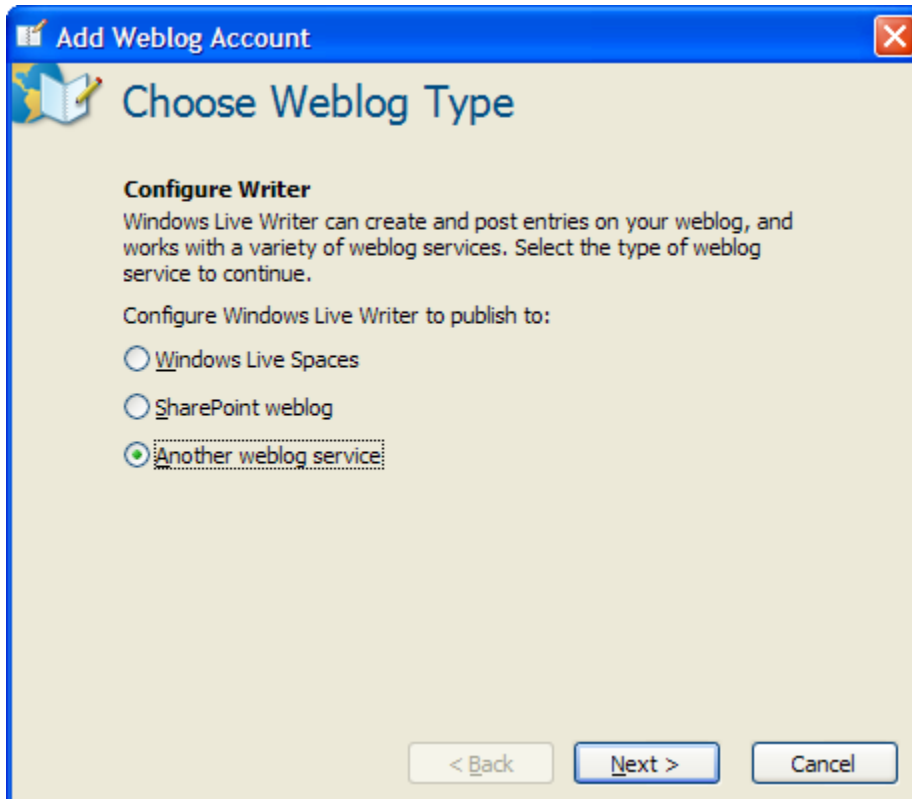 Add Weblog Account
Choose Weblog Type
Configure Writer
Windows Live Writer can create and post entries on your weblog, and
works with a variety of weblog services. Select the type of weblog
service to continue.
Configure Windows Live Writer to publish to:
Windows Live Spaces
SharePoint weblog
Another weblog service
< Back
Next >
Cancel